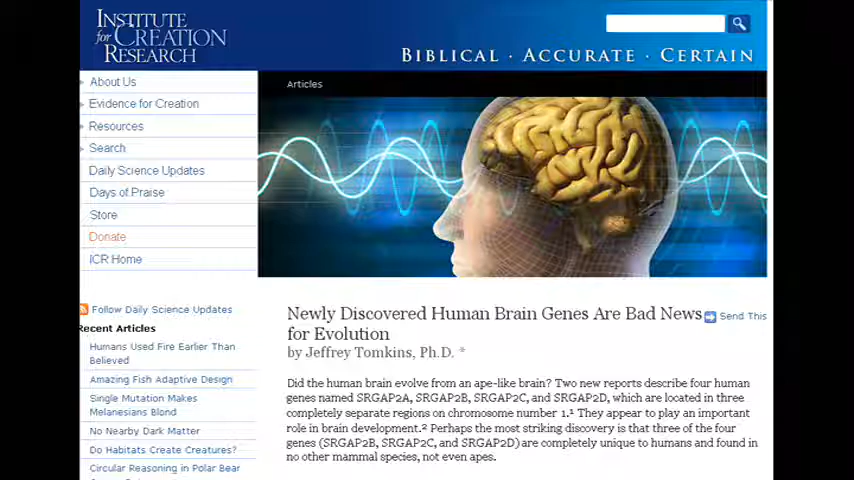 INSTITUTE
for CREATION
RESEARCH
BIBLICAL · ACCURATE · CERTAIN
About Us
Evidence for Creation
Resources
Search
Daily Science Updates
Days of Praise
Store
Donate
ICR Home
Articles
Follow Daily Science Updates
Recent Articles
Humans Used Fire Earlier Than
Believed
Amazing Fish Adaptive Design
Single Mutation Makes
Melanesians Blond
No Nearby Dark Matter
Do Habitats Create Creatures?
Circular Reasoning in Polar Bear
Newly Discovered Human Brain Genes Are Bad News
for Evolution
Send This
by Jeffrey Tomkins, Ph.D. *
Did the human brain evolve from an ape-like brain? Two new reports describe four human
genes named SRGAP2A, SRGAP2B, SRGAP2C, and SRGAP2D, which are located in three
completely separate regions on chromosome number 1.¹ They appear to play an important
role in brain development.² Perhaps the most striking discovery is that three of the four
genes (SRGAP2B, SRGAP2C, and SRGAP2D) are completely unique to humans and found in
no other mammal species, not even apes.